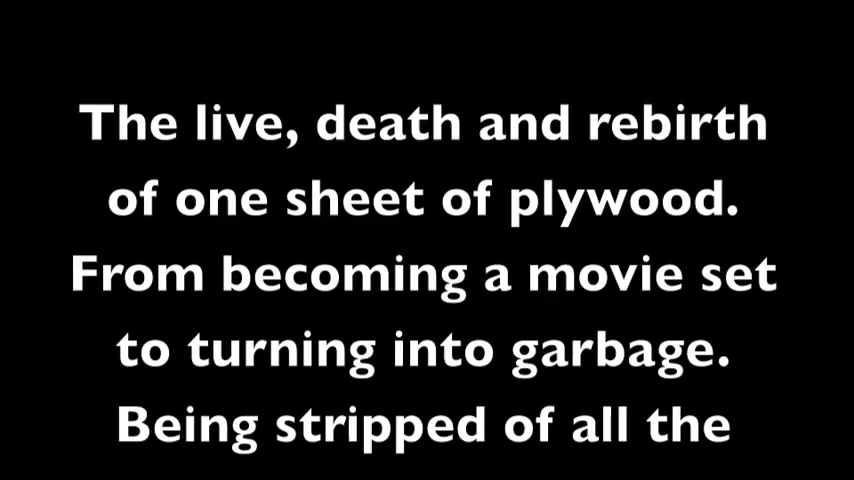 The live, death and rebirth
of one sheet of plywood.
From becoming a movie set
to turning into garbage.
Being stripped of all the